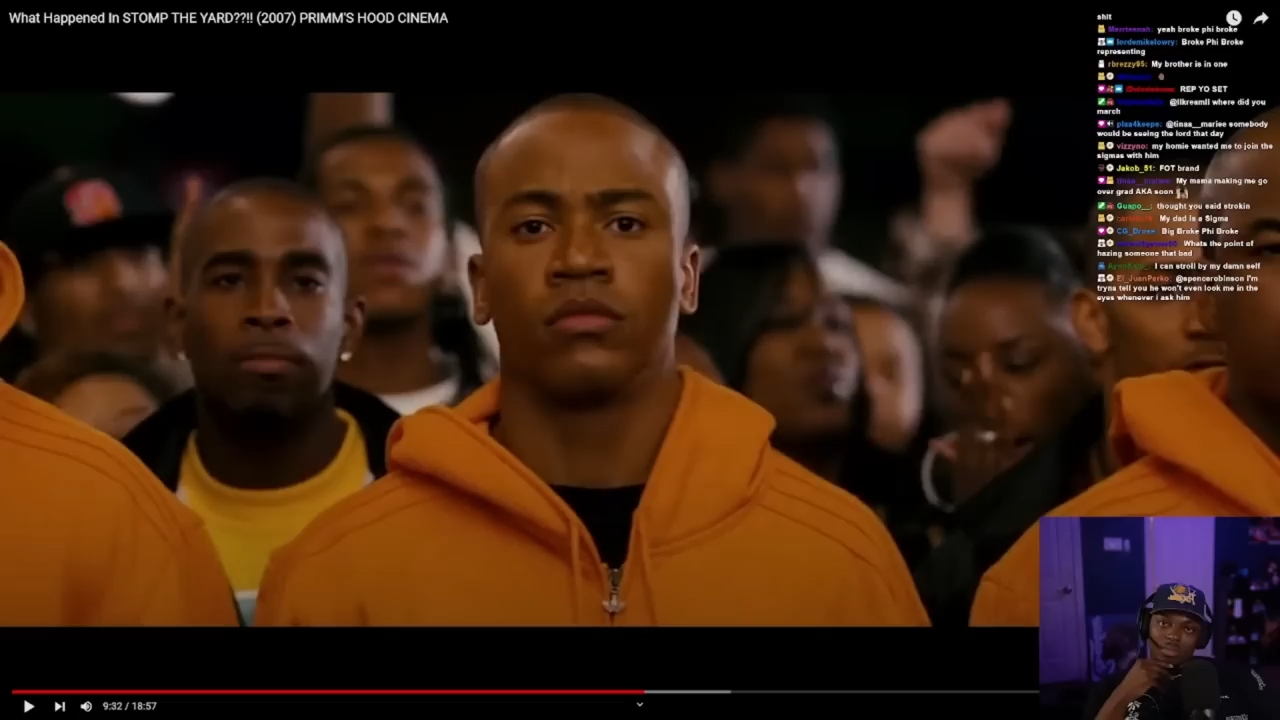 What Happened In STOMP THE YARD??!! (2007) PRIMM'S HOOD CINEMA
shit
yeah broke phi broke
lordemikelowry: Broke Phi Broke
representing
rbrezzy95: My brother is in one
REP YO SET
@likreamll where did you
march
piaa4keeps: @tinaa__mariee somebody
would be seeing the lord that day
vizzyno: my homie wanted me to join the
sigmas with him
Jakob_51: FOT brand
My mama making me go
over grad AKA soon
Guapo__: thought you said strokin
My dad is a Sigma
CG_Dross: Big Broke Phi Broke
Whats the point of
hazing someone that bad
I can stroll by my damn self
El_JuanPerko: @spencerobinson I'm
tryna tell you he won't even look me in the
eyes whenever i ask him
9:32 / 18:57